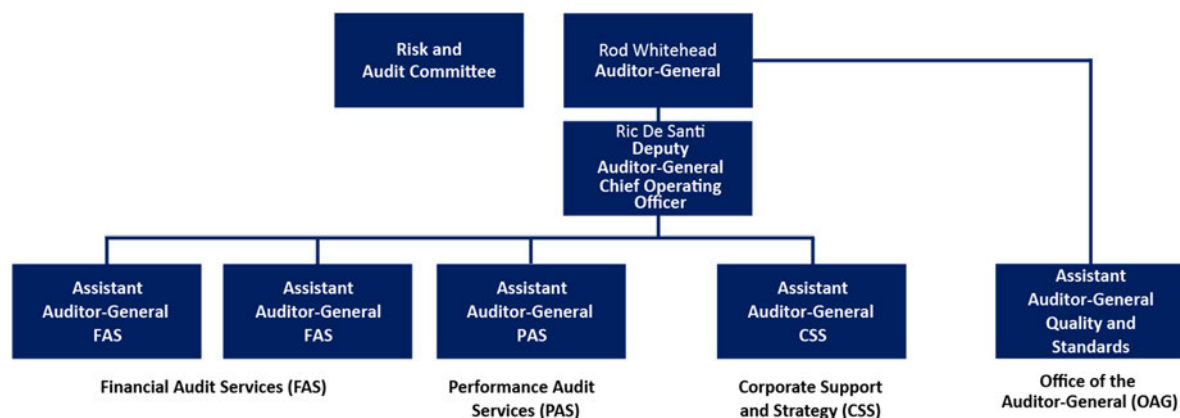 Risk and
Audit Committee
Rod Whitehead
Auditor-General
Ric De Santi
Deputy
Auditor-General
Chief Operating
Officer
Assistant
Auditor-General
FAS
Assistant
Auditor-General
FAS
Assistant
Auditor-General
PAS
Assistant
Auditor-General
CSS
Assistant
Auditor-General
Quality and
Standards
Financial Audit Services (FAS)
Performance Audit
Services (PAS)
Corporate Support
and Strategy (CSS)
Office of the
Auditor-General (OAG)